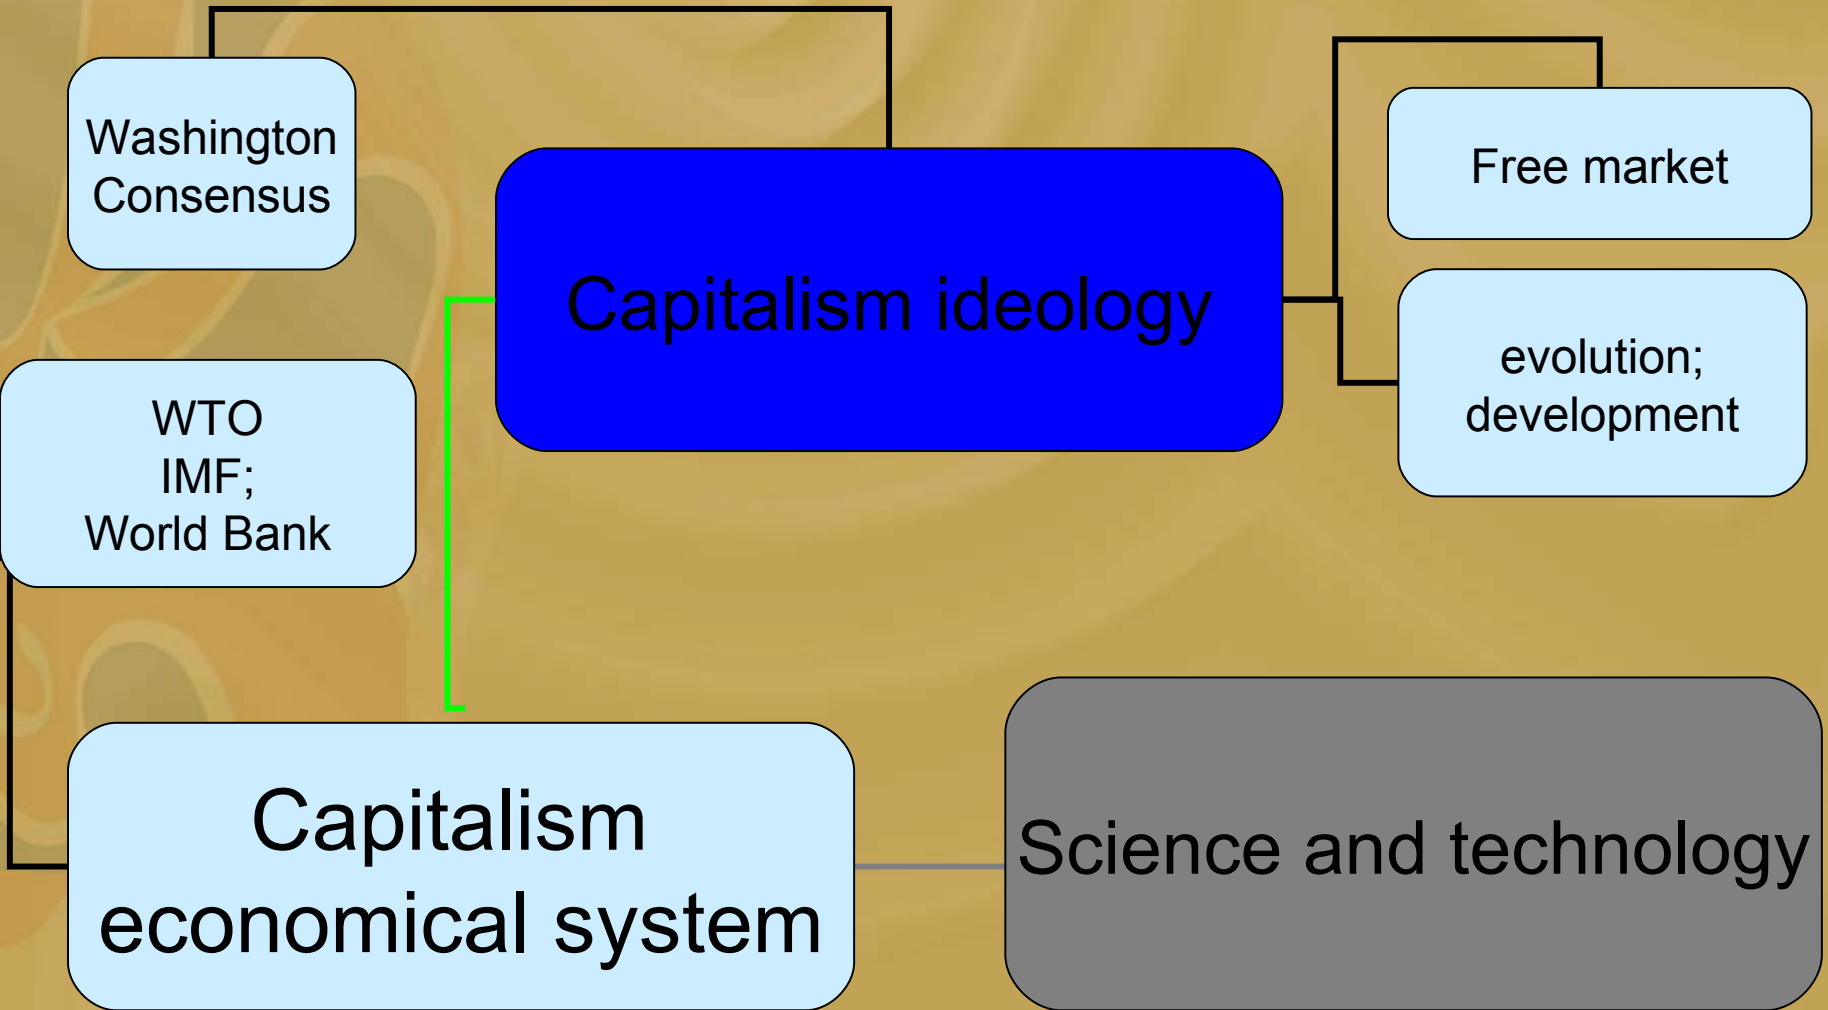 Washington
Consensus
Free market
Capitalism ideology
evolution;
development
WTO
IMF;
World Bank
Capitalism
economical system
Science and technology